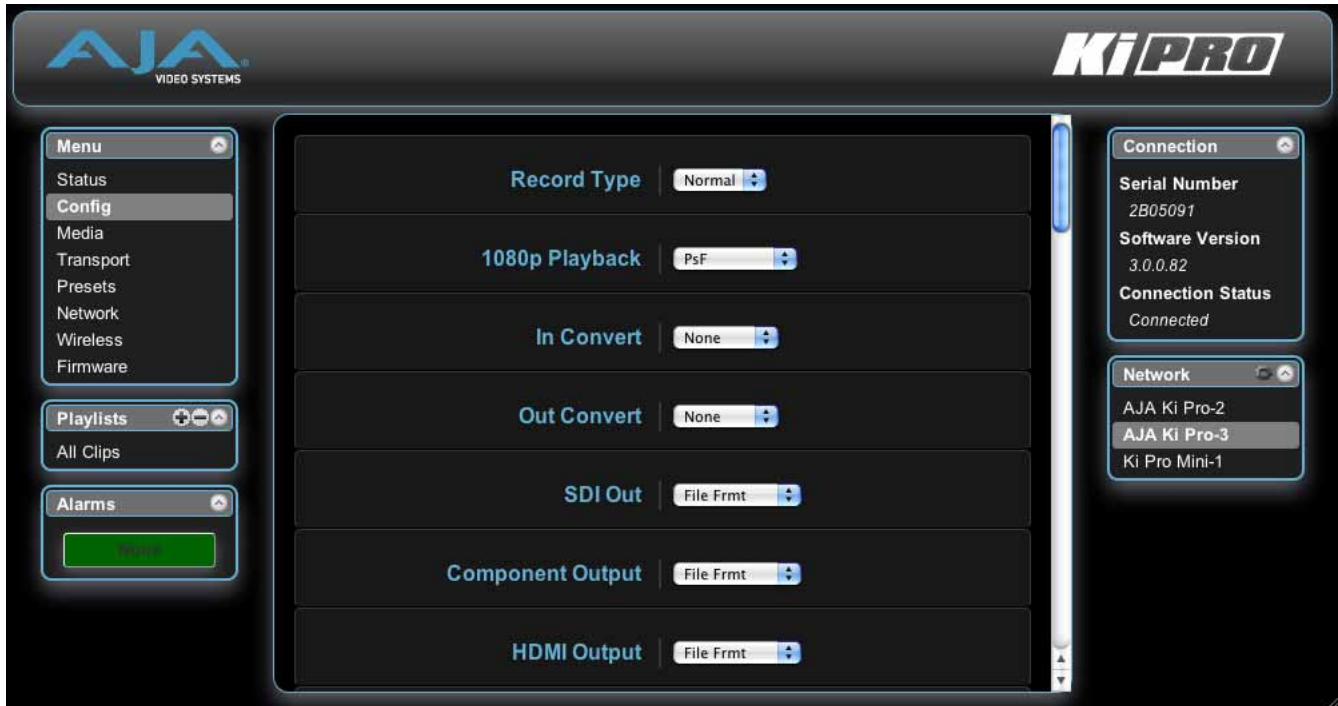 AJA
VIDEO SYSTEMS
Ki PRO
Menu
Status
Config
Media
Transport
Presets
Network
Wireless
Firmware
Playlists
All Clips
Alarms
None
Record Type Normal
1080p Playback PsF
In Convert None
Out Convert None
SDI Out File Frmt
Component Output File Frmt
HDMI Output File Frmt
Connection
Serial Number
2B05091
Software Version
3.0.0.82
Connection Status
Connected
Network
AJA Ki Pro-2
AJA Ki Pro-3
Ki Pro Mini-1